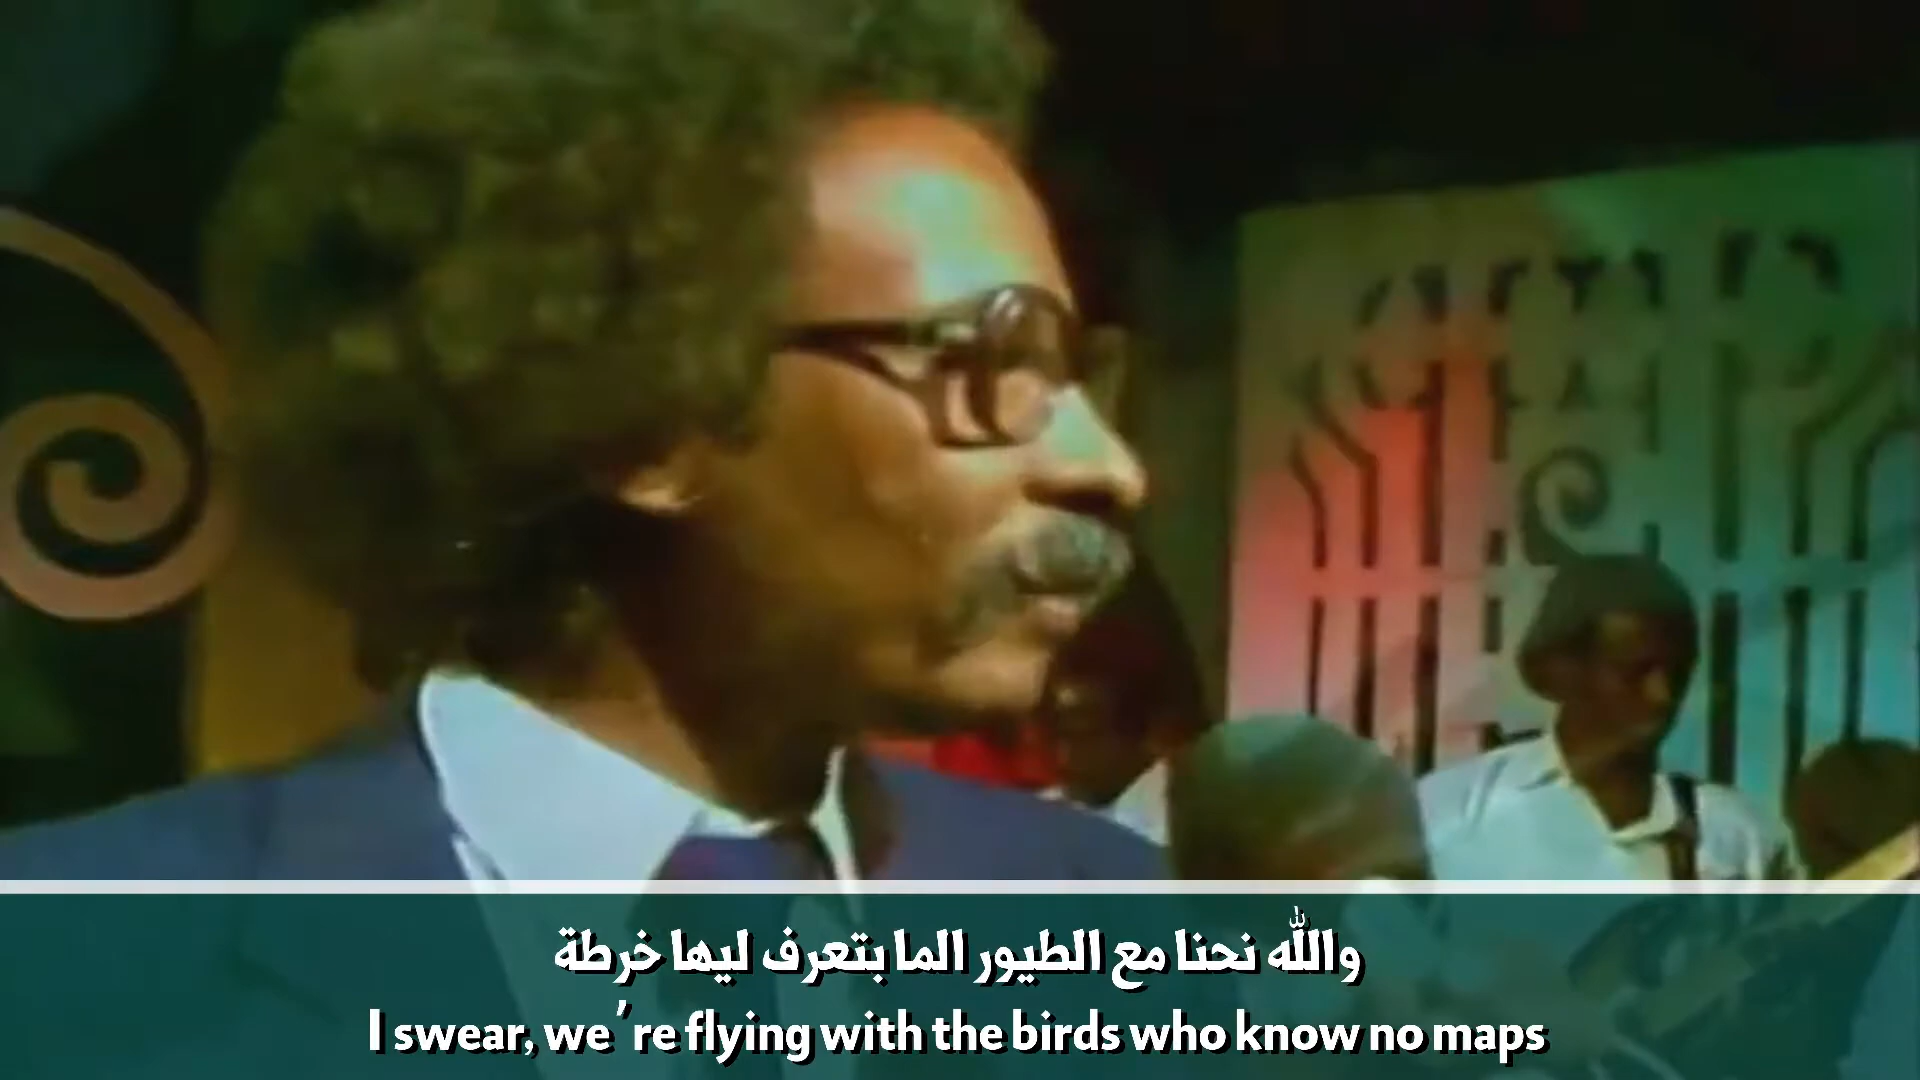 والله نحنا مع الطيور الما بتعرف ليها خرطة
I swear, we're flying with the birds who know no maps